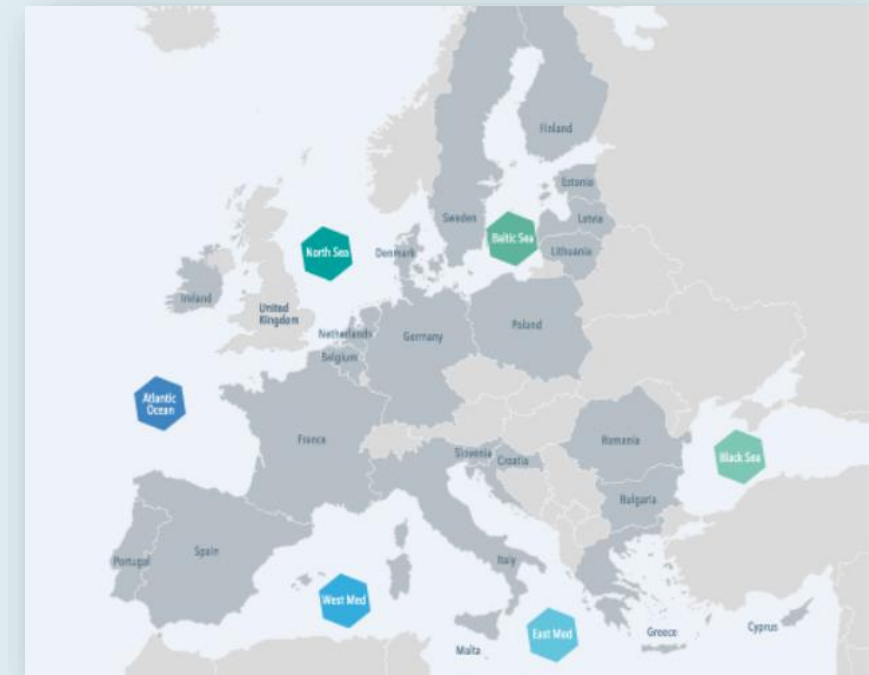 Finland
Estonia
Sweden
Latvia
Baltic Sea
North Sea
Denmark
Lithuania
Ireland
United
Kingdom
Netherlands
Germany
Poland
Belgium
Atlantic
Ocean
France
Slovenia
Croatia
Romania
Black Sea
Bulgaria
Portugal
Spain
Italy
West Med
East Med
Malta
Greece
Cyprus